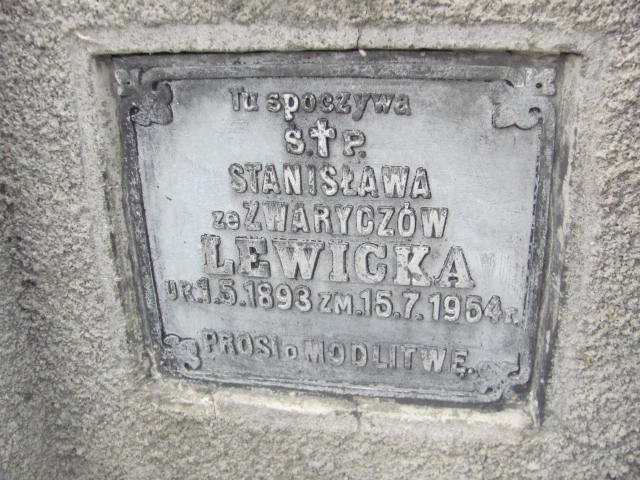 Tu spoczywa
Ś.✝P.
STANISŁAWA
ze ZWARYCZÓW
LEWICKA
UR.1.5.1893 ZM.15.7.1954 r.
PROSI o MODLITWĘ.